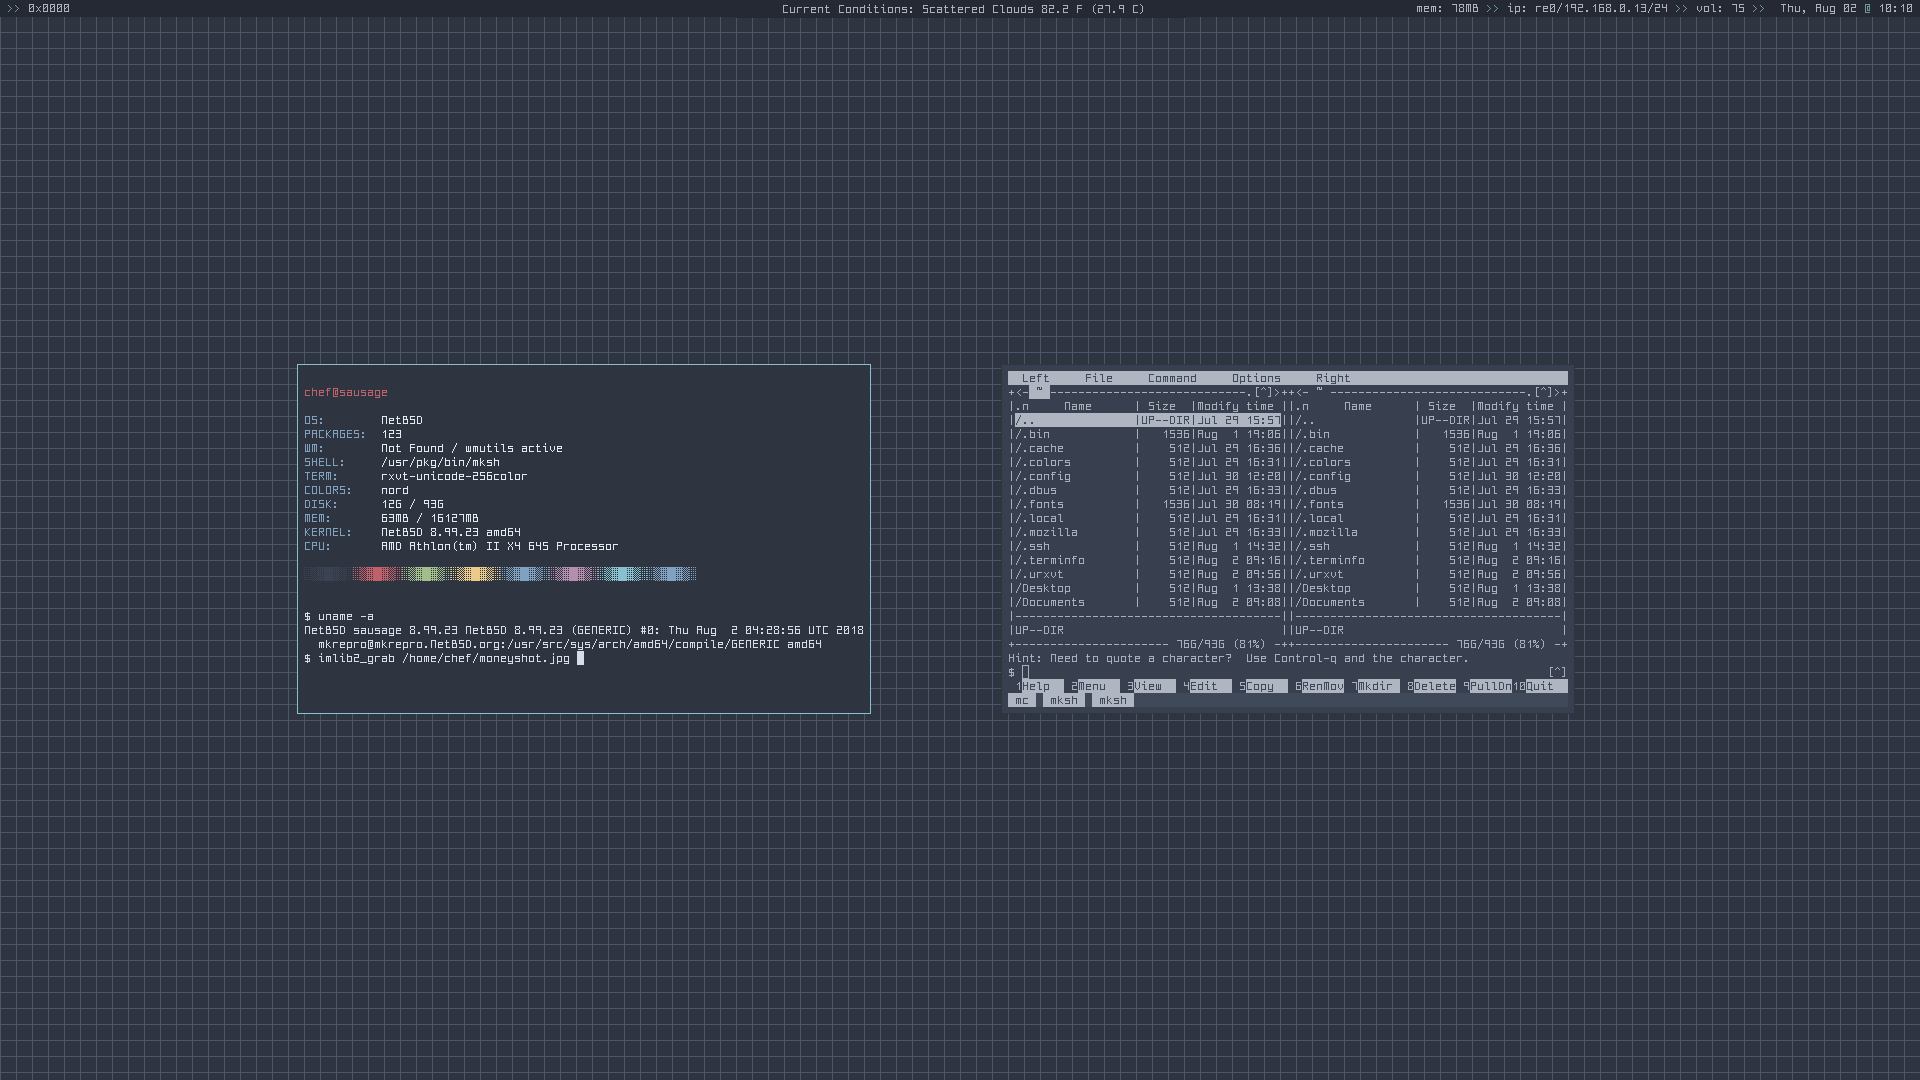 >> 0x0000
Current Conditions: Scattered Clouds 82.2 F (27.9 C)
mem: 78MB >> ip: re0/192.168.0.13/24 >> vol: 75 >> Thu, Aug 02 @ 10:10
chef@sausage
OS: NetBSD
PACKAGES: 123
WM: Not Found / wmutils active
SHELL: /usr/pkg/bin/mksh
TERM: rxvt-unicode-256color
COLORS: nord
DISK: 12G / 93G
MEM: 63MB / 16127MB
KERNEL: NetBSD 8.99.23 amd64
CPU: AMD Athlon(tm) II X4 645 Processor
$ uname -a
NetBSD sausage 8.99.23 NetBSD 8.99.23 (GENERIC) #0: Thu Aug  2 04:28:56 UTC 2018
mkrepro@mkrepro.NetBSD.org:/usr/src/sys/arch/amd64/compile/GENERIC amd64
$ imlib2_grab /home/chef/moneyshot.jpg
Left File Command Options Right
+<- ~ ---------------------------.[^]>++<- ~ ---------------------------.[^]>+
|.n Name | Size |Modify time ||.n Name | Size |Modify time |
|/.. |UP--DIR|Jul 29 15:57||/.. |UP--DIR|Jul 29 15:57|
|/.bin | 1536|Aug  1 19:06||/.bin | 1536|Aug  1 19:06|
|/.cache | 512|Jul 29 16:36||/.cache | 512|Jul 29 16:36|
|/.colors | 512|Jul 29 16:31||/.colors | 512|Jul 29 16:31|
|/.config | 512|Jul 30 12:20||/.config | 512|Jul 30 12:20|
|/.dbus | 512|Jul 29 16:33||/.dbus | 512|Jul 29 16:33|
|/.fonts | 1536|Jul 30 08:19||/.fonts | 1536|Jul 30 08:19|
|/.local | 512|Jul 29 16:31||/.local | 512|Jul 29 16:31|
|/.mozilla | 512|Jul 29 16:33||/.mozilla | 512|Jul 29 16:33|
|/.ssh | 512|Aug  1 14:32||/.ssh | 512|Aug  1 14:32|
|/.terminfo | 512|Aug  2 09:16||/.terminfo | 512|Aug  2 09:16|
|/.urxvt | 512|Aug  2 09:56||/.urxvt | 512|Aug  2 09:56|
|/Desktop | 512|Aug  1 13:38||/Desktop | 512|Aug  1 13:38|
|/Documents | 512|Aug  2 09:08||/Documents | 512|Aug  2 09:08|
|--------------------------------------||--------------------------------------|
|UP--DIR ||UP--DIR |
+---------------------- 76G/93G (81%) -++---------------------- 76G/93G (81%) -+
Hint: Need to quote a character?  Use Control-q and the character.
$ [^]
1Help 2Menu 3View 4Edit 5Copy 6RenMov 7Mkdir 8Delete 9PullDn 10Quit
mc mksh mksh